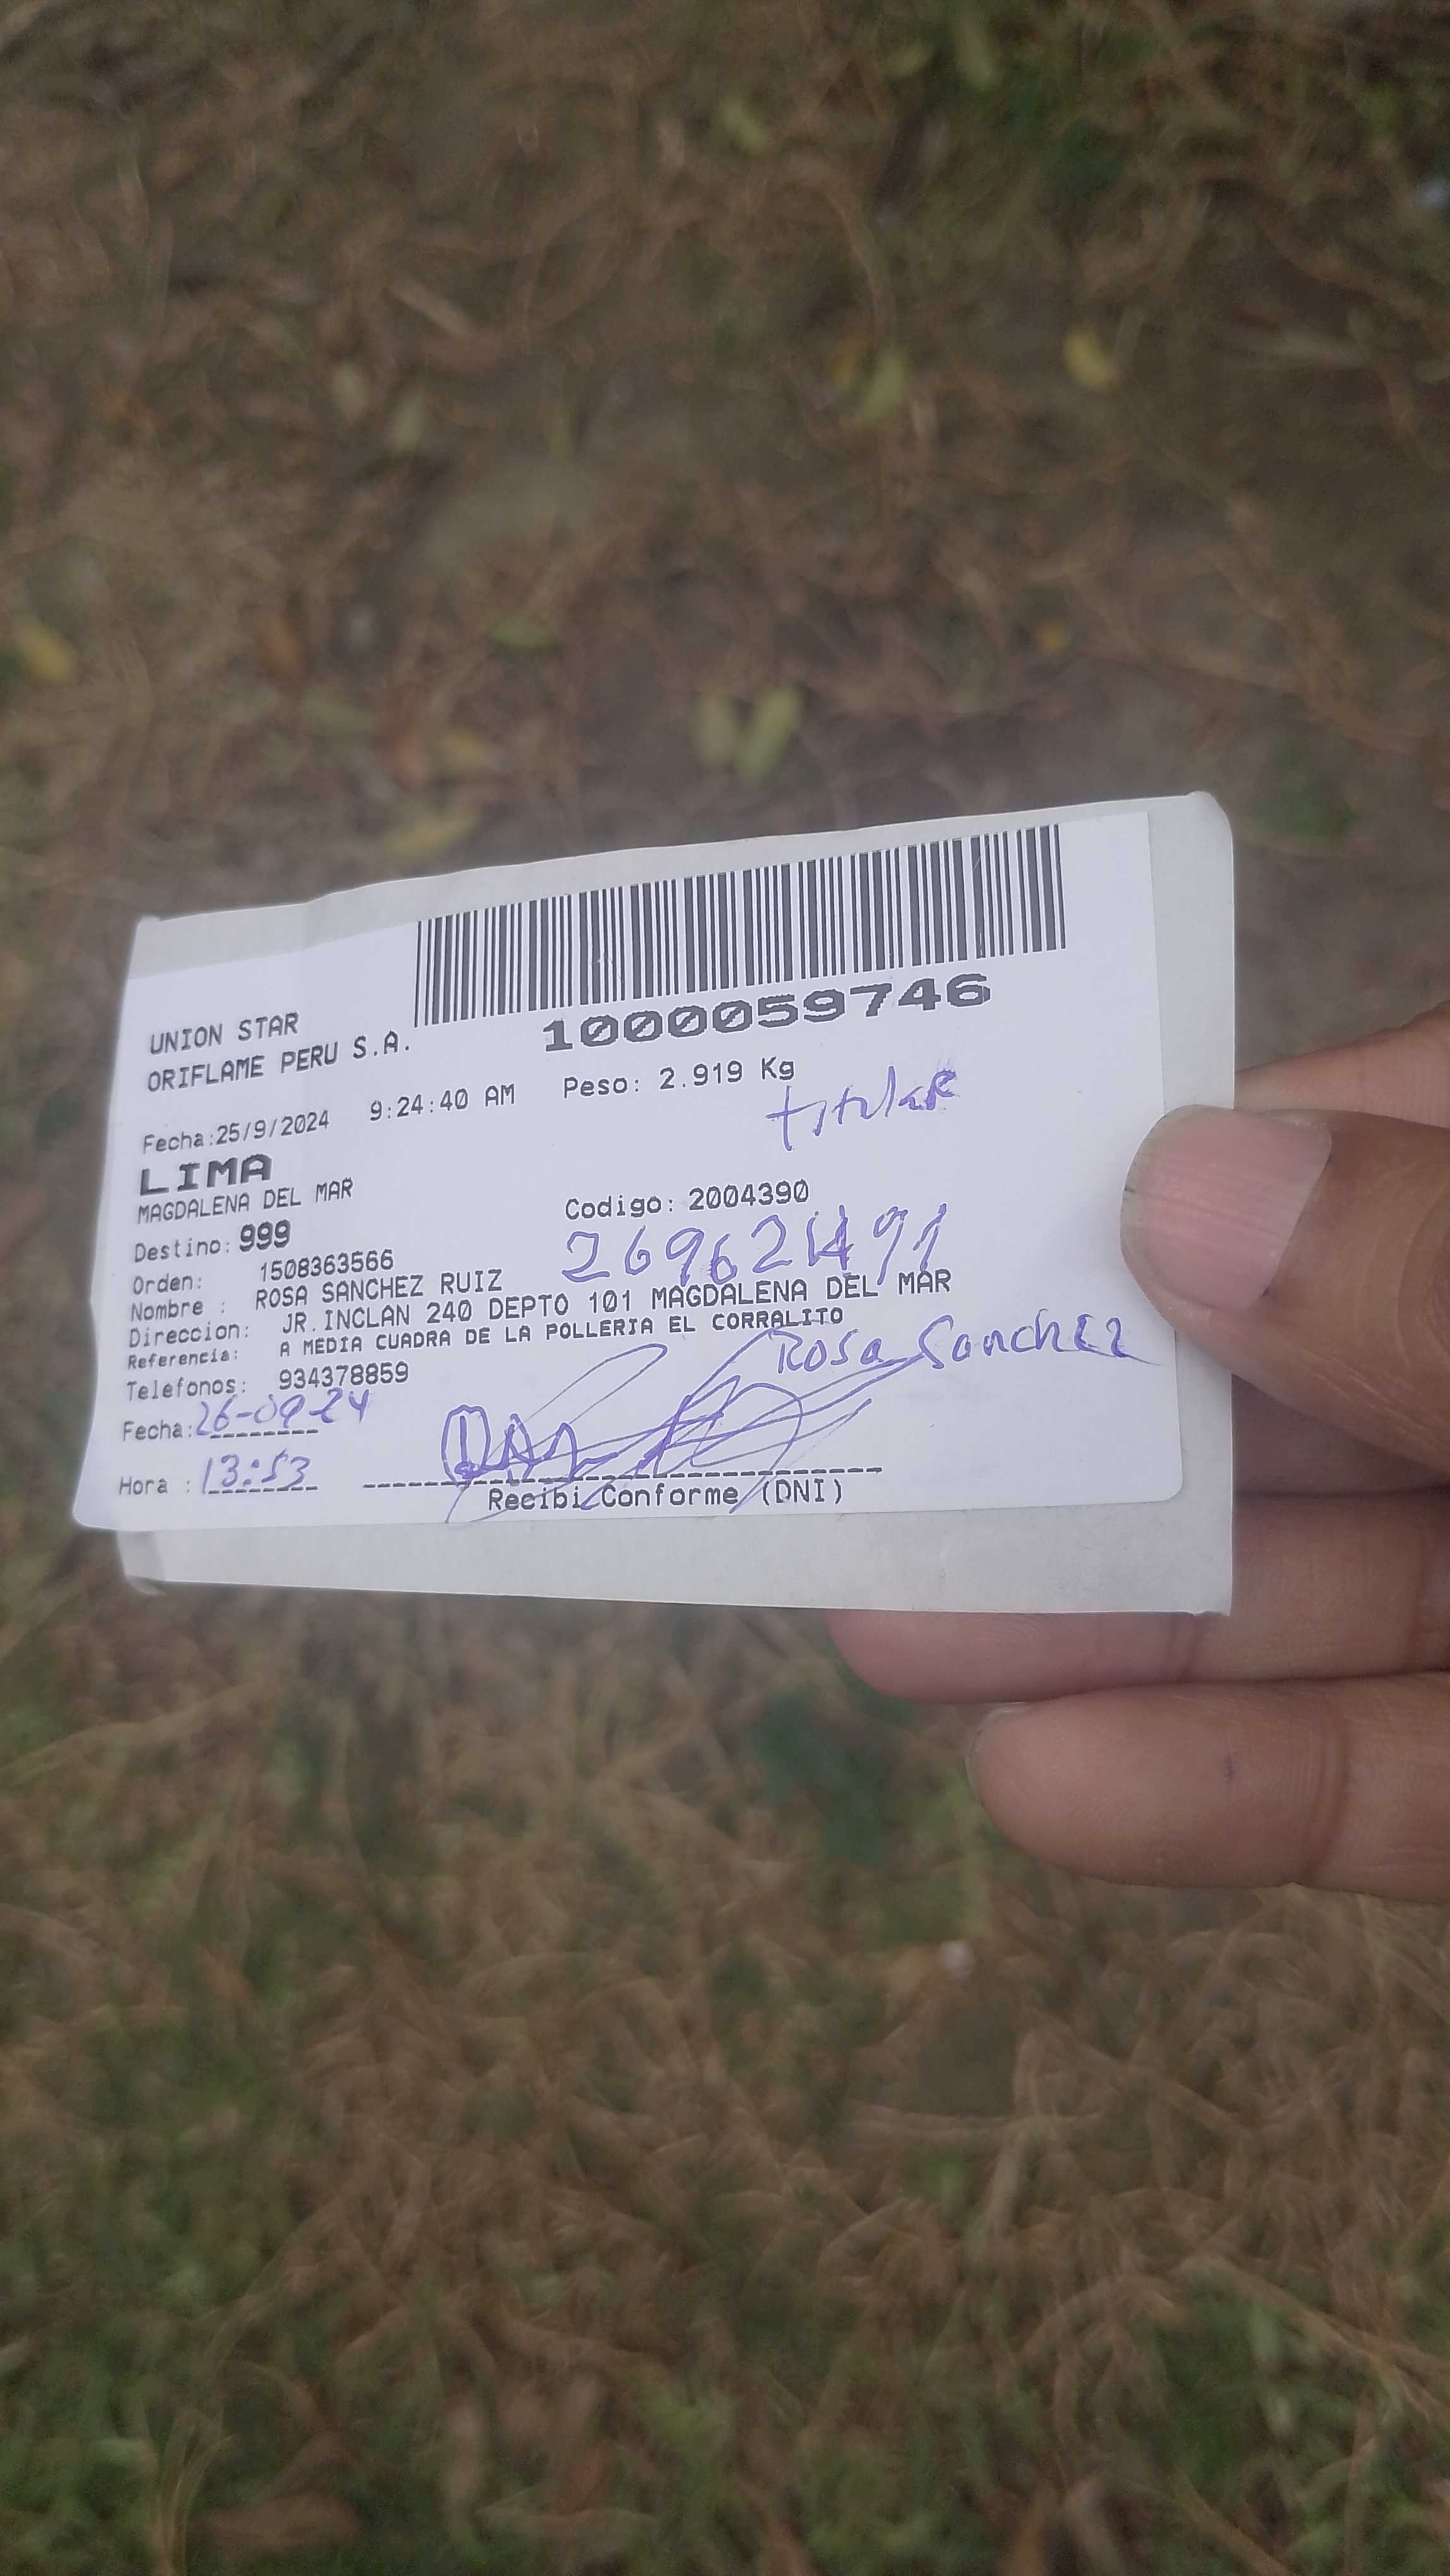 1000059746
UNION STAR
ORIFLAME PERU S.A.
Fecha:25/9/2024 9:24:40 AM Peso: 2.919 Kg
titular
LIMA
MAGDALENA DEL MAR
Codigo: 2004390
Destino: 999
Orden: 1508363566
Nombre : ROSA SANCHEZ RUIZ
Direccion: JR.INCLAN 240 DEPTO 101 MAGDALENA DEL MAR
Referencia: A MEDIA CUADRA DE LA POLLERIA EL CORRALITO
Rosa Sanchez
Telefonos: 934378859
Fecha: 26-09-24
Hora : 13:53
Recibi Conforme (DNI)